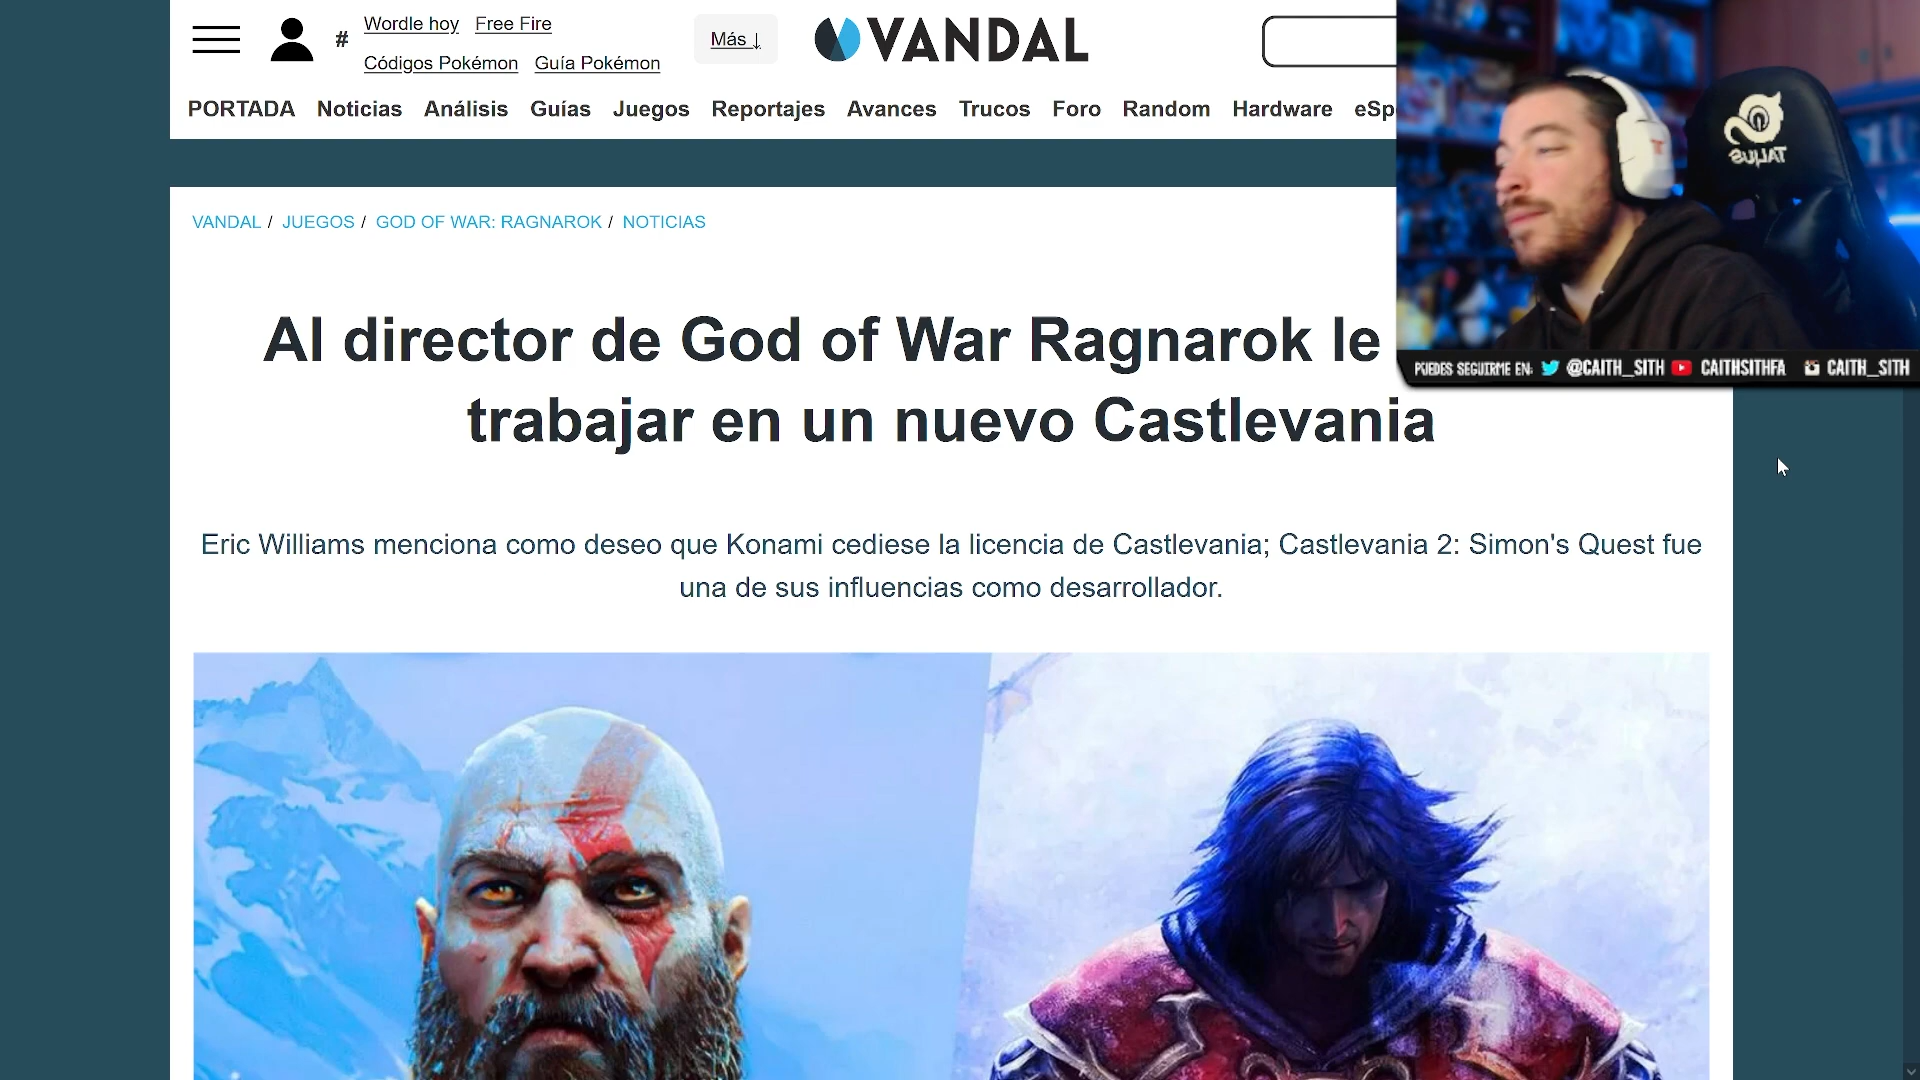 # Wordle hoy Free Fire
Códigos Pokémon Guía Pokémon
Más ↓
VANDAL
PORTADA Noticias Análisis Guías Juegos Reportajes Avances Trucos Foro Random Hardware
VANDAL / JUEGOS / GOD OF WAR: RAGNAROK / NOTICIAS
Al director de God of War Ragnarok le
trabajar en un nuevo Castlevania
Eric Williams menciona como deseo que Konami cediese la licencia de Castlevania; Castlevania 2: Simon's Quest fue
una de sus influencias como desarrollador.
TALIUS
PUEDES SEGUIRME EN: @CAITH_SITH CAITHSITHFA CAITH_SITH